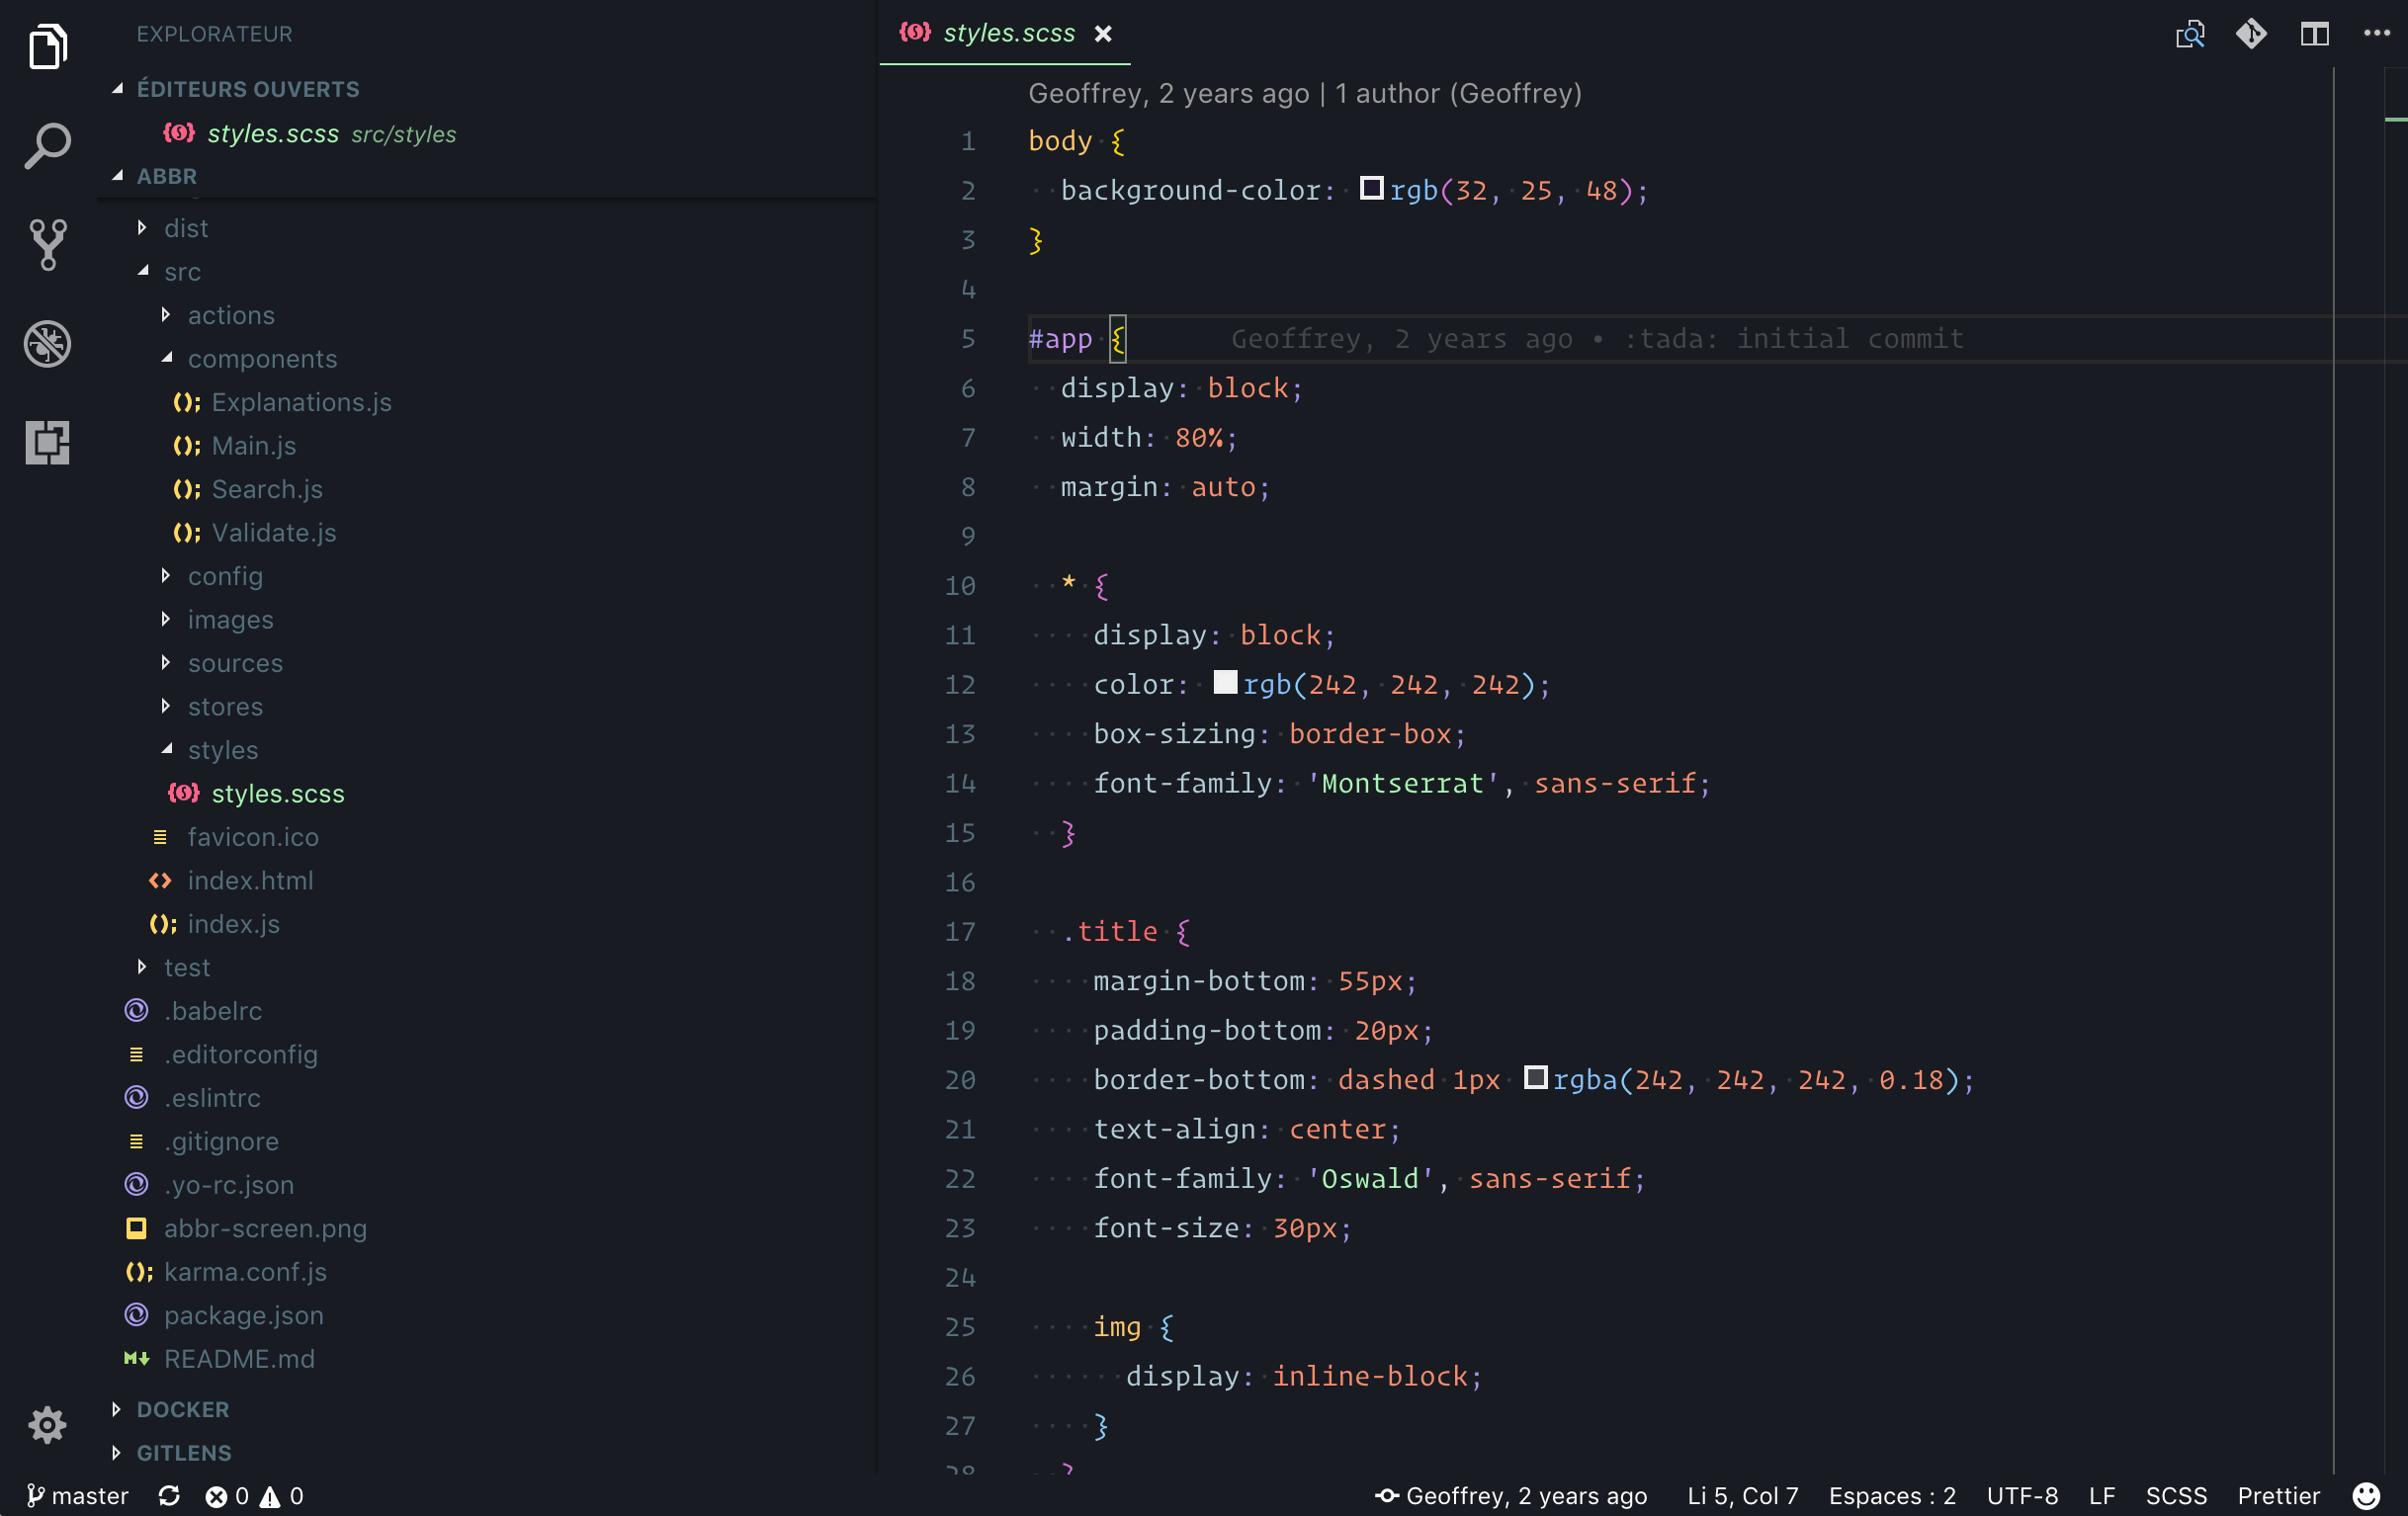 EXPLORATEUR
ÉDITEURS OUVERTS
styles.scss src/styles
ABBR
dist
src
actions
components
Explanations.js
Main.js
Search.js
Validate.js
config
images
sources
stores
styles
styles.scss
favicon.ico
index.html
index.js
test
.babelrc
.editorconfig
.eslintrc
.gitignore
.yo-rc.json
abbr-screen.png
karma.conf.js
package.json
README.md
DOCKER
GITLENS
styles.scss
Geoffrey, 2 years ago | 1 author (Geoffrey)
1 body {
2 background-color: rgb(32, 25, 48);
3 }
4
5 #app { Geoffrey, 2 years ago • :tada: initial commit
6 display: block;
7 width: 80%;
8 margin: auto;
9
10 * {
11 display: block;
12 color: rgb(242, 242, 242);
13 box-sizing: border-box;
14 font-family: 'Montserrat', sans-serif;
15 }
16
17 .title {
18 margin-bottom: 55px;
19 padding-bottom: 20px;
20 border-bottom: dashed 1px rgba(242, 242, 242, 0.18);
21 text-align: center;
22 font-family: 'Oswald', sans-serif;
23 font-size: 30px;
24
25 img {
26 display: inline-block;
27 }
28 }
master 0 0 Geoffrey, 2 years ago Li 5, Col 7 Espaces : 2 UTF-8 LF SCSS Prettier